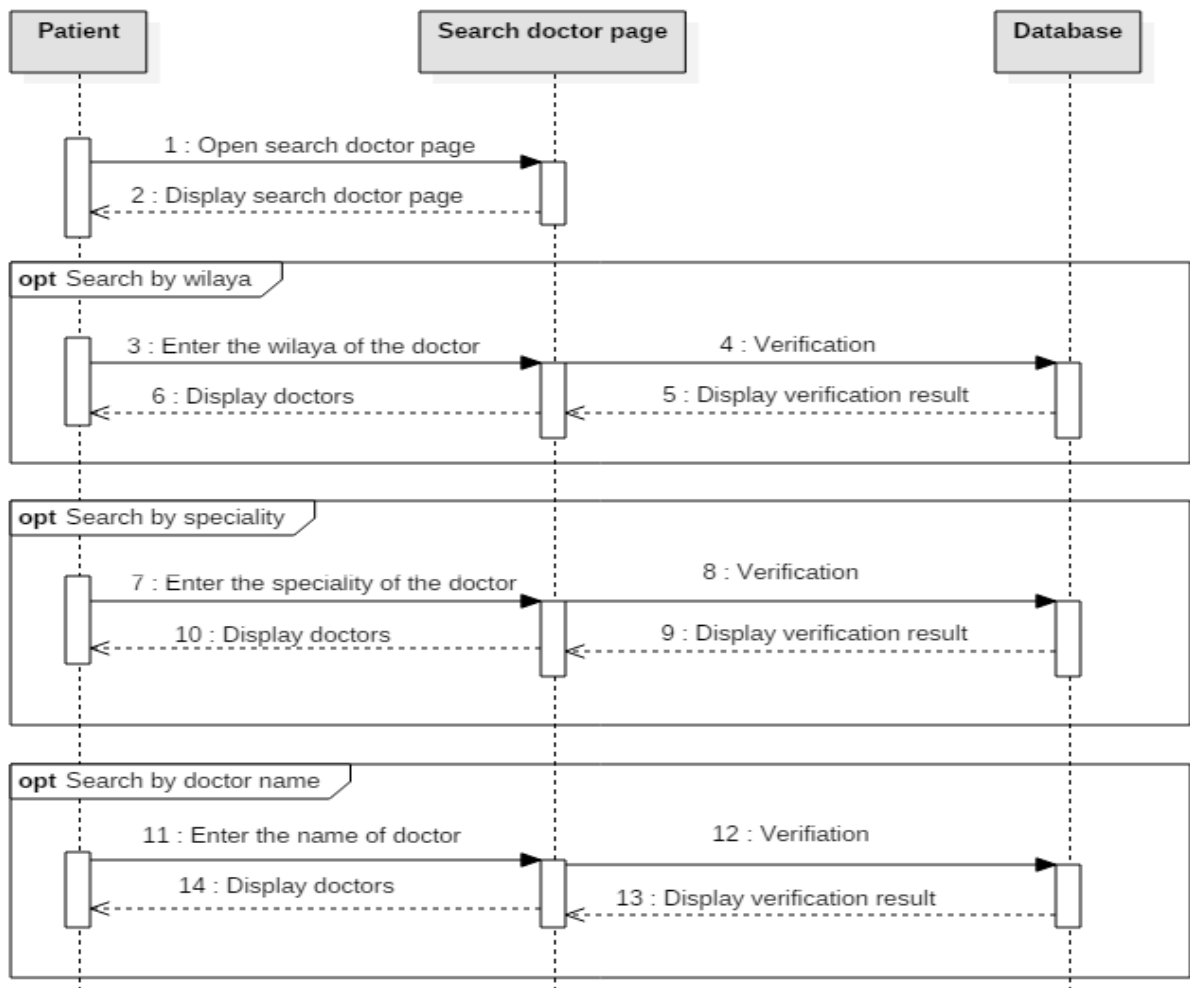 Patient
Search doctor page
Database
1 : Open search doctor page
2 : Display search doctor page
opt Search by wilaya
3 : Enter the wilaya of the doctor
4 : Verification
6 : Display doctors
5 : Display verification result
opt Search by speciality
7 : Enter the speciality of the doctor
8 : Verification
10 : Display doctors
9 : Display verification result
opt Search by doctor name
11 : Enter the name of doctor
12 : Verifiation
14 : Display doctors
13 : Display verification result